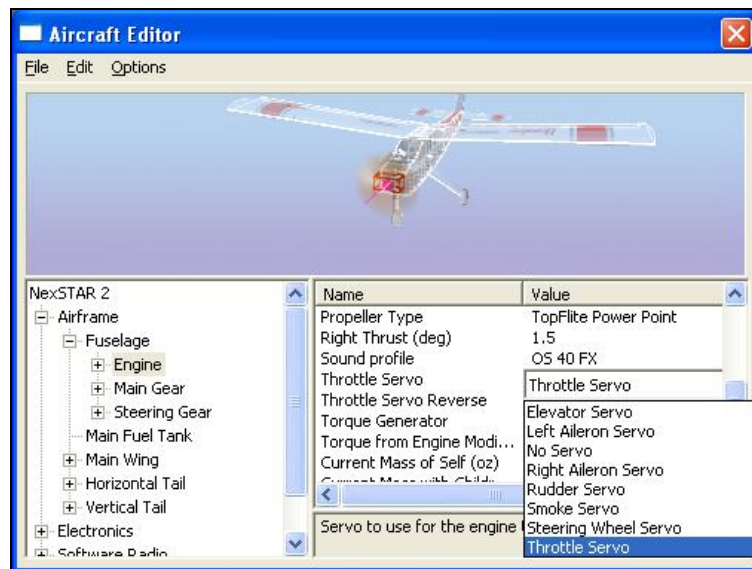 Aircraft Editor
File Edit Options
NexSTAR 2
Airframe
Fuselage
Engine
Main Gear
Steering Gear
Main Fuel Tank
Main Wing
Horizontal Tail
Vertical Tail
Electronics
Software Radio
Name Value
Propeller Type TopFlite Power Point
Right Thrust (deg) 1.5
Sound profile OS 40 FX
Throttle Servo Throttle Servo
Throttle Servo Reverse
Torque Generator
Torque from Engine Modi...
Current Mass of Self (oz)
Current Mass with Childr
Elevator Servo
Left Aileron Servo
No Servo
Right Aileron Servo
Rudder Servo
Smoke Servo
Steering Wheel Servo
Throttle Servo
Servo to use for the engine